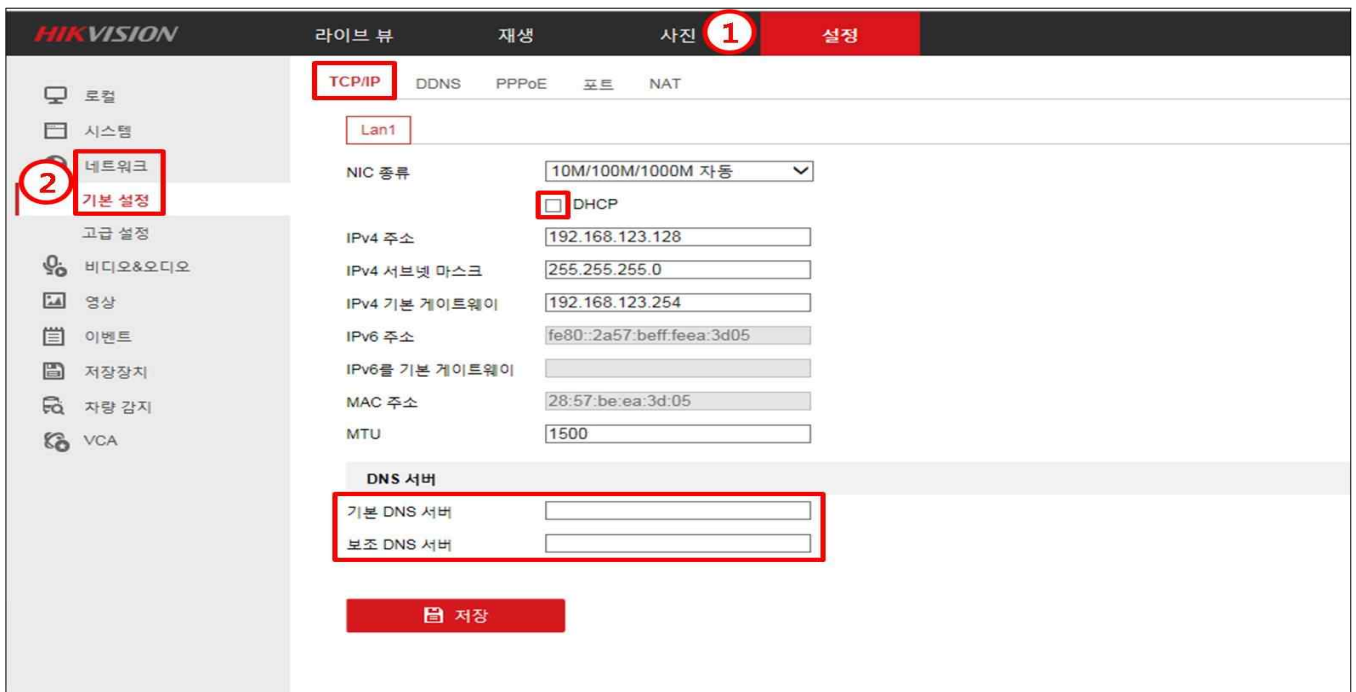 HIKVISION 라이브 뷰 재생 사진 1 설정
TCP/IP DDNS PPPoE 포트 NAT
로컬
시스템
2
네트워크
기본 설정
고급 설정
비디오&오디오
영상
이벤트
저장장치
차량 감지
VCA
Lan1
NIC 종류 10M/100M/1000M 자동
DHCP
IPv4 주소 192.168.123.128
IPv4 서브넷 마스크 255.255.255.0
IPv4 기본 게이트웨이 192.168.123.254
IPv6 주소 fe80::2a57:beff:feea:3d05
IPv6를 기본 게이트웨이
MAC 주소 28:57:be:ea:3d:05
MTU 1500
DNS 서버
기본 DNS 서버
보조 DNS 서버
저장